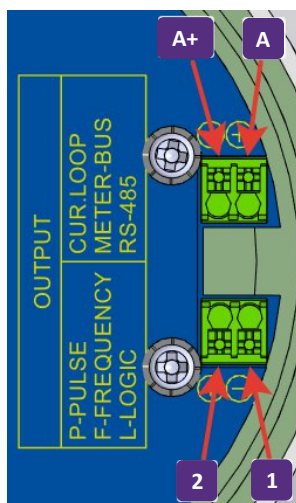 A+ A
OUTPUT
CUR.LOOP
METER-BUS
RS-485
P-PULSE
F-FREQUENCY
L-LOGIC
2 1